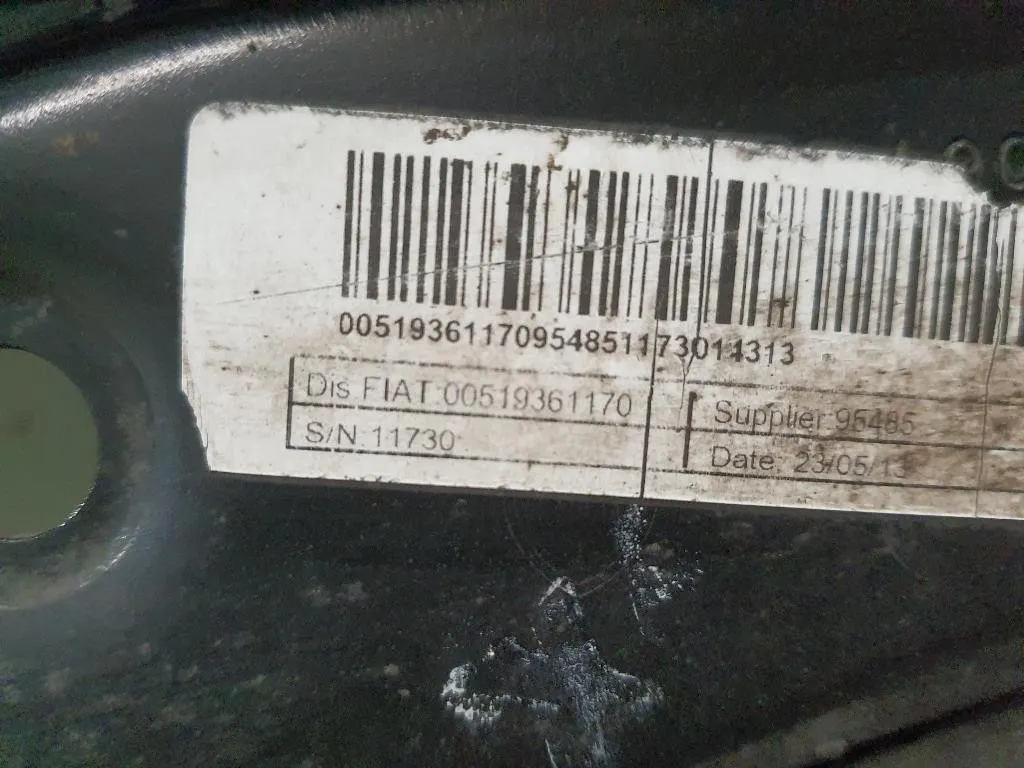 00519361170954851173014313
Dis FIAT:00519361170
S/N:11730
Supplier:95485
Date: 23/05/13